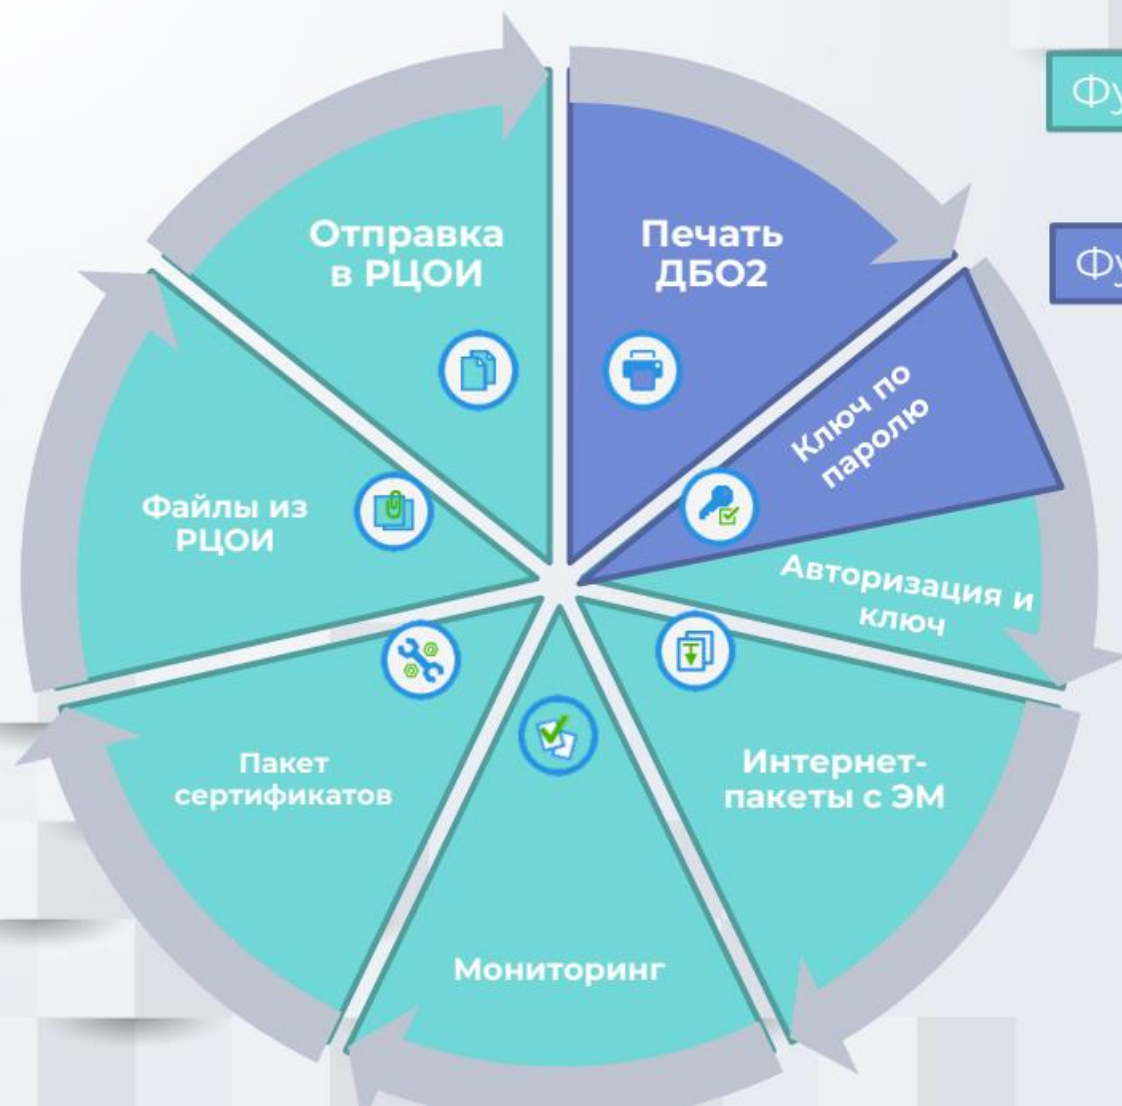 Отправка
в РЦОИ
Печать
ДБО2
Ключ по
паролю
Авторизация и
ключ
Интернет-
пакеты с ЭМ
Мониторинг
Пакет
сертификатов
Файлы из
РЦОИ